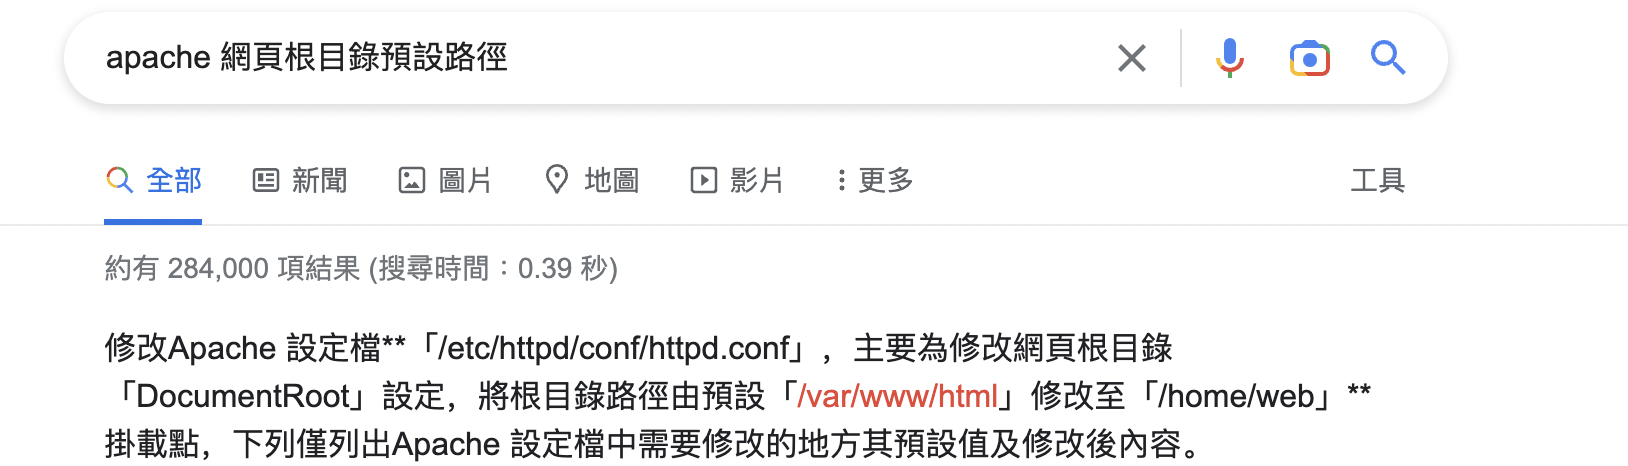 apache 網頁根目錄預設路徑
全部 新聞 圖片 地圖 影片 更多 工具
約有 284,000 項結果 (搜尋時間：0.39 秒)
修改Apache 設定檔**「/etc/httpd/conf/httpd.conf」，主要為修改網頁根目錄
「DocumentRoot」設定，將根目錄路徑由預設「/var/www/html」修改至「/home/web」**
掛載點，下列僅列出Apache 設定檔中需要修改的地方其預設值及修改後內容。